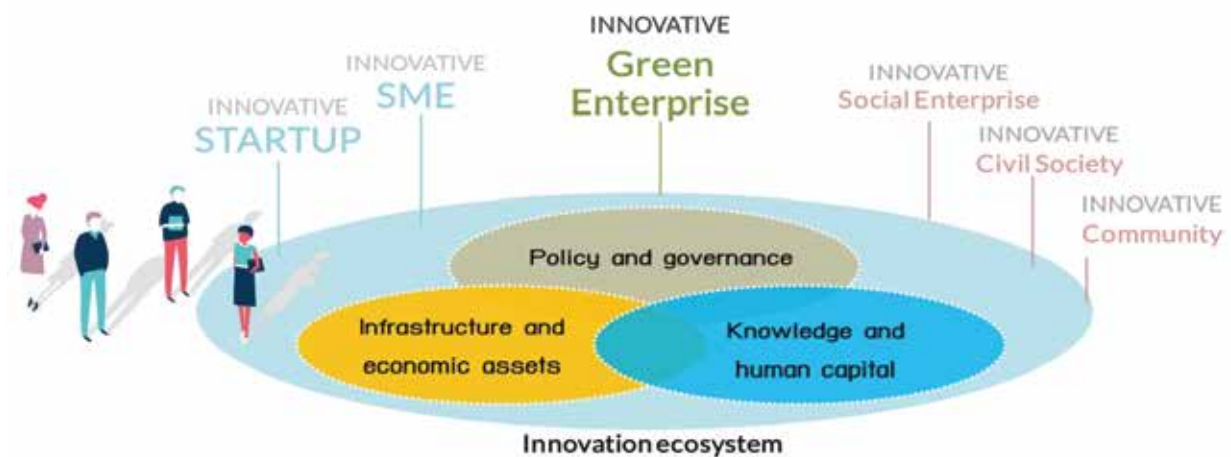 INNOVATIVE
Green
Enterprise
INNOVATIVE
SME
INNOVATIVE
STARTUP
INNOVATIVE
Social Enterprise
INNOVATIVE
Civil Society
INNOVATIVE
Community
Policy and governance
Infrastructure and
economic assets
Knowledge and
human capital
Innovation ecosystem